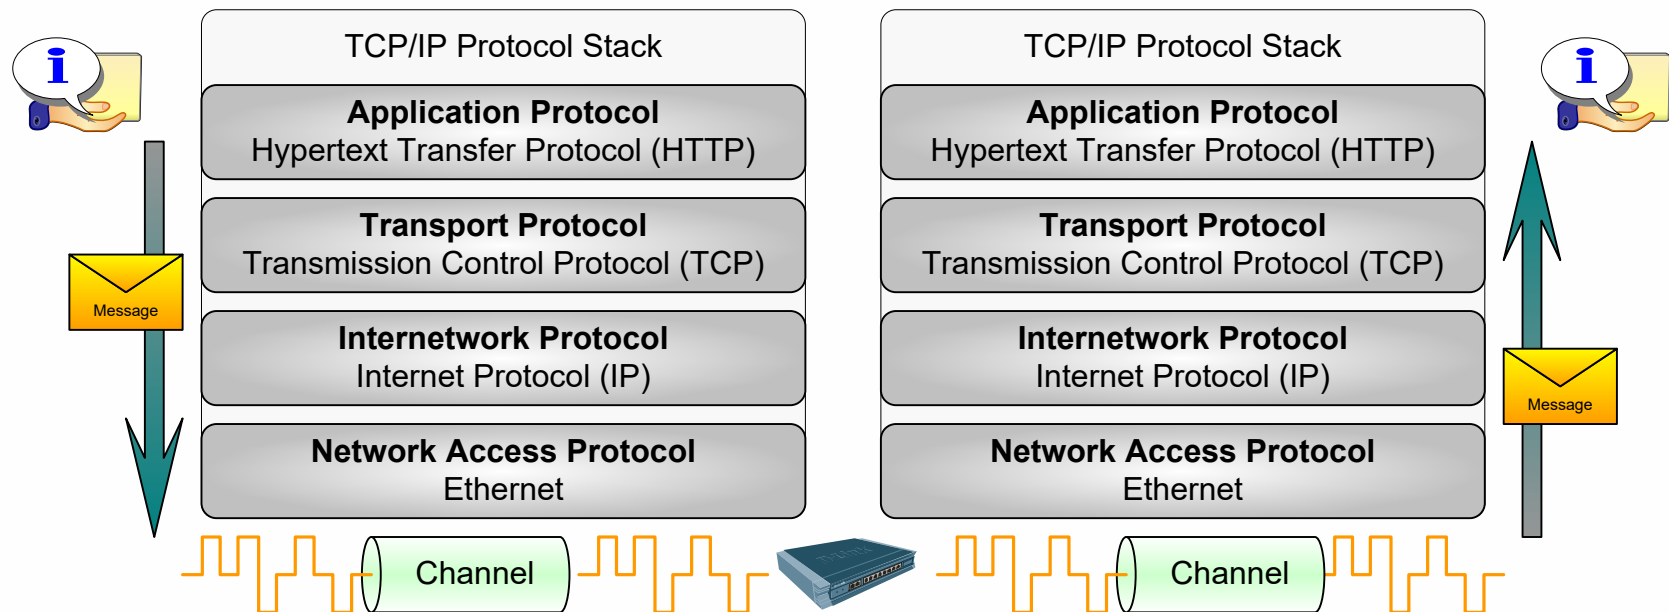 TCP/IP Protocol Stack
Application Protocol
Hypertext Transfer Protocol (HTTP)
Transport Protocol
Transmission Control Protocol (TCP)
Internetwork Protocol
Internet Protocol (IP)
Network Access Protocol
Ethernet
i
Message
Channel
TCP/IP Protocol Stack
Application Protocol
Hypertext Transfer Protocol (HTTP)
Transport Protocol
Transmission Control Protocol (TCP)
Internetwork Protocol
Internet Protocol (IP)
Network Access Protocol
Ethernet
i
Message
Channel
D-Link